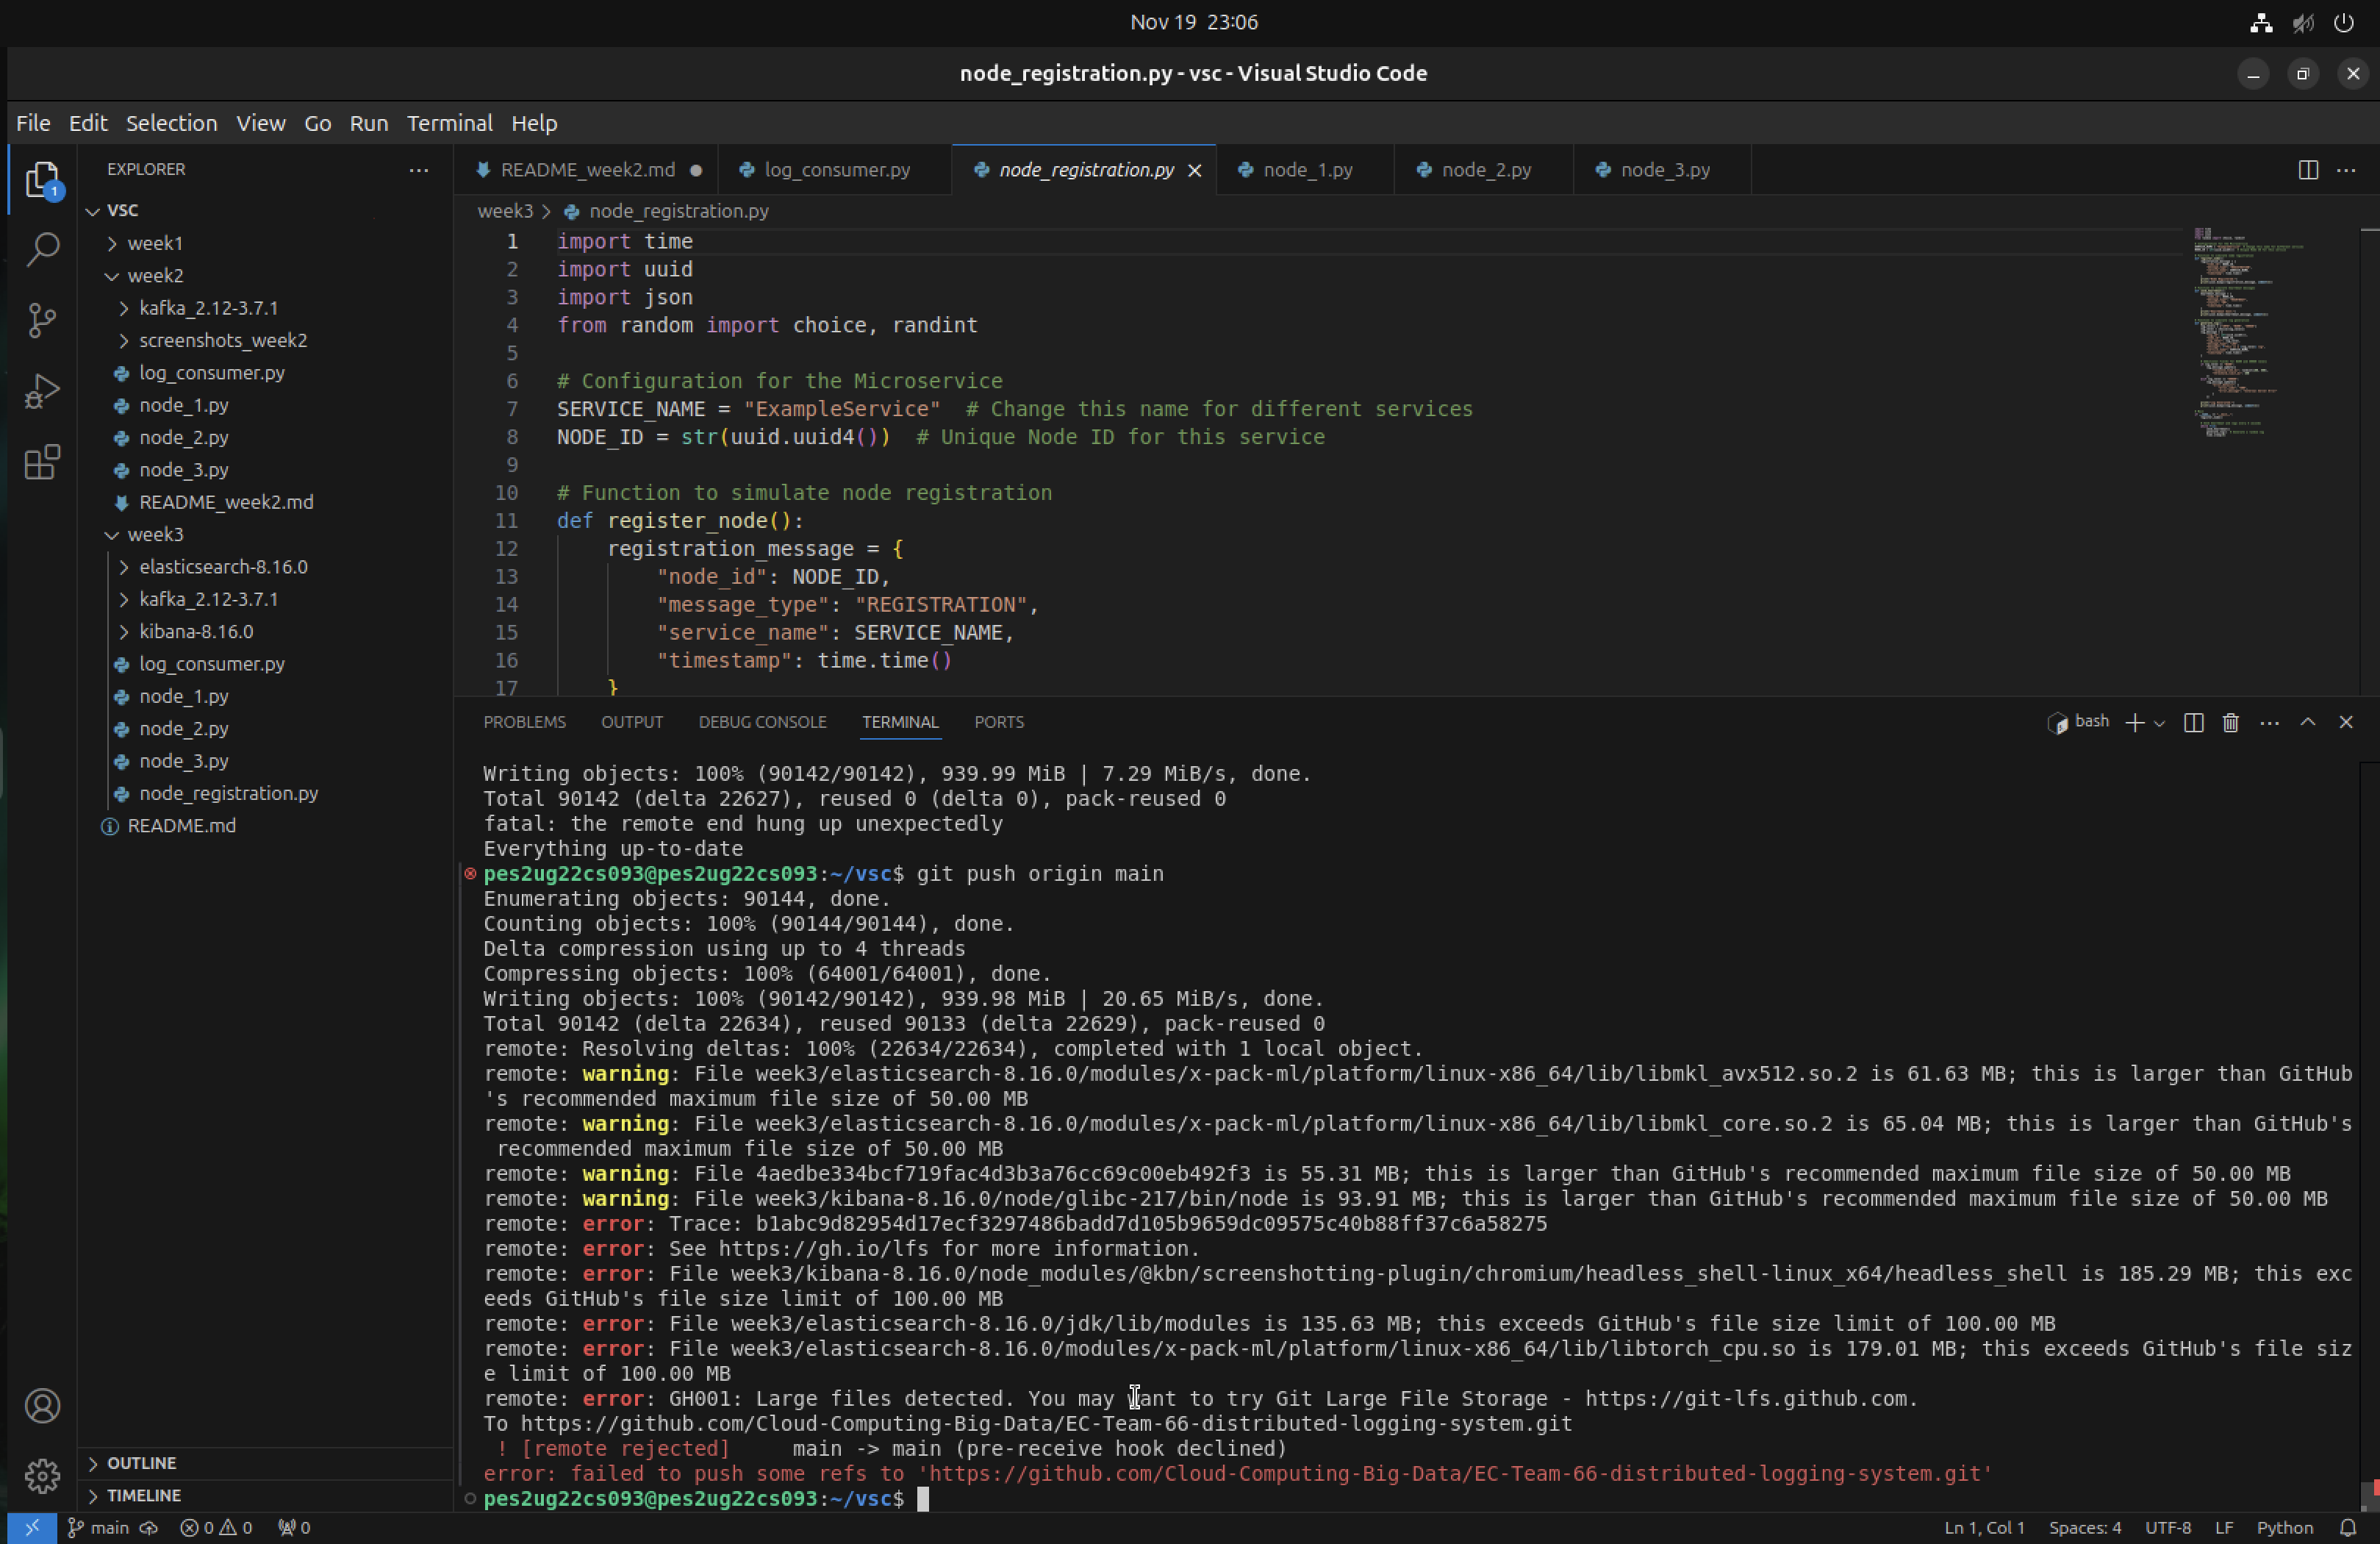 Nov 19 23:06
node_registration.py - vsc - Visual Studio Code
File Edit Selection View Go Run Terminal Help
EXPLORER
VSC
week1
week2
kafka_2.12-3.7.1
screenshots_week2
log_consumer.py
node_1.py
node_2.py
node_3.py
README_week2.md
week3
elasticsearch-8.16.0
kafka_2.12-3.7.1
kibana-8.16.0
log_consumer.py
node_1.py
node_2.py
node_3.py
node_registration.py
README.md
OUTLINE
TIMELINE
1
README_week2.md log_consumer.py node_registration.py node_1.py node_2.py node_3.py
week3 > node_registration.py
1 import time
2 import uuid
3 import json
4 from random import choice, randint
5
6 # Configuration for the Microservice
7 SERVICE_NAME = "ExampleService"  # Change this name for different services
8 NODE_ID = str(uuid.uuid4())  # Unique Node ID for this service
9
10 # Function to simulate node registration
11 def register_node():
12     registration_message = {
13         "node_id": NODE_ID,
14         "message_type": "REGISTRATION",
15         "service_name": SERVICE_NAME,
16         "timestamp": time.time()
17     }
PROBLEMS OUTPUT DEBUG CONSOLE TERMINAL PORTS
bash
Writing objects: 100% (90142/90142), 939.99 MiB | 7.29 MiB/s, done.
Total 90142 (delta 22627), reused 0 (delta 0), pack-reused 0
fatal: the remote end hung up unexpectedly
Everything up-to-date
pes2ug22cs093@pes2ug22cs093:~/vsc$ git push origin main
Enumerating objects: 90144, done.
Counting objects: 100% (90144/90144), done.
Delta compression using up to 4 threads
Compressing objects: 100% (64001/64001), done.
Writing objects: 100% (90142/90142), 939.98 MiB | 20.65 MiB/s, done.
Total 90142 (delta 22634), reused 90133 (delta 22629), pack-reused 0
remote: Resolving deltas: 100% (22634/22634), completed with 1 local object.
remote: warning: File week3/elasticsearch-8.16.0/modules/x-pack-ml/platform/linux-x86_64/lib/libmkl_avx512.so.2 is 61.63 MB; this is larger than GitHub
's recommended maximum file size of 50.00 MB
remote: warning: File week3/elasticsearch-8.16.0/modules/x-pack-ml/platform/linux-x86_64/lib/libmkl_core.so.2 is 65.04 MB; this is larger than GitHub's
 recommended maximum file size of 50.00 MB
remote: warning: File 4aedbe334bcf719fac4d3b3a76cc69c00eb492f3 is 55.31 MB; this is larger than GitHub's recommended maximum file size of 50.00 MB
remote: warning: File week3/kibana-8.16.0/node/glibc-217/bin/node is 93.91 MB; this is larger than GitHub's recommended maximum file size of 50.00 MB
remote: error: Trace: b1abc9d82954d17ecf3297486badd7d105b9659dc09575c40b88ff37c6a58275
remote: error: See https://gh.io/lfs for more information.
remote: error: File week3/kibana-8.16.0/node_modules/@kbn/screenshotting-plugin/chromium/headless_shell-linux_x64/headless_shell is 185.29 MB; this exc
eeds GitHub's file size limit of 100.00 MB
remote: error: File week3/elasticsearch-8.16.0/jdk/lib/modules is 135.63 MB; this exceeds GitHub's file size limit of 100.00 MB
remote: error: File week3/elasticsearch-8.16.0/modules/x-pack-ml/platform/linux-x86_64/lib/libtorch_cpu.so is 179.01 MB; this exceeds GitHub's file siz
e limit of 100.00 MB
remote: error: GH001: Large files detected. You may want to try Git Large File Storage - https://git-lfs.github.com.
To https://github.com/Cloud-Computing-Big-Data/EC-Team-66-distributed-logging-system.git
 ! [remote rejected]     main -> main (pre-receive hook declined)
error: failed to push some refs to 'https://github.com/Cloud-Computing-Big-Data/EC-Team-66-distributed-logging-system.git'
pes2ug22cs093@pes2ug22cs093:~/vsc$
main 0 0 0 Ln 1, Col 1 Spaces: 4 UTF-8 LF Python